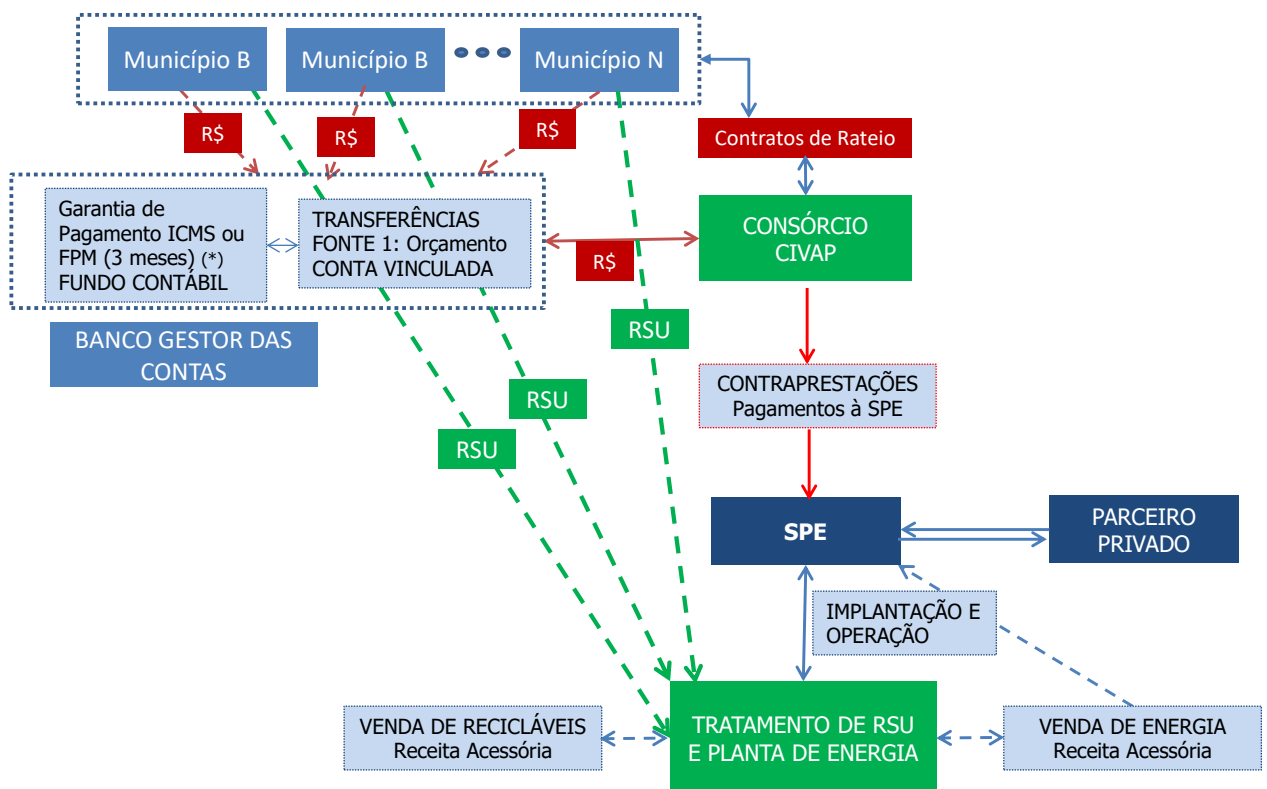 Município B
Município B
Município N
R$
R$
R$
Contratos de Rateio
Garantia de
Pagamento ICMS ou
FPM (3 meses) (*)
FUNDO CONTÁBIL
TRANSFERÊNCIAS
FONTE 1: Orçamento
CONTA VINCULADA
R$
CONSÓRCIO
CIVAP
BANCO GESTOR DAS
CONTAS
RSU
RSU
RSU
CONTRAPRESTAÇÕES
Pagamentos à SPE
SPE
PARCEIRO
PRIVADO
IMPLANTAÇÃO E
OPERAÇÃO
VENDA DE RECICLÁVEIS
Receita Acessória
TRATAMENTO DE RSU
E PLANTA DE ENERGIA
VENDA DE ENERGIA
Receita Acessória